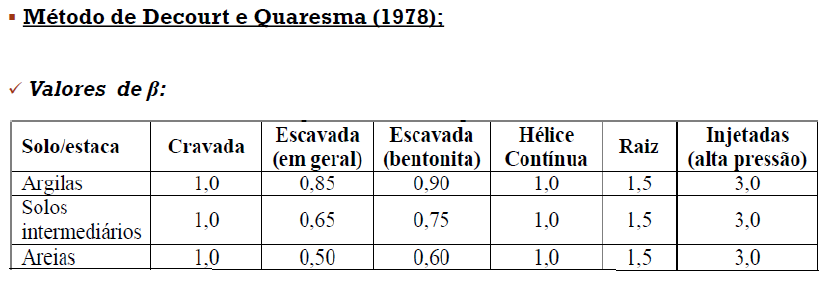 ▪ Método de Decourt e Quaresma (1978):
✓ Valores de β:
Solo/estaca | Cravada | Escavada (em geral) | Escavada (bentonita) | Hélice Contínua | Raiz | Injetadas (alta pressão)
Argilas | 1,0 | 0,85 | 0,90 | 1,0 | 1,5 | 3,0
Solos intermediários | 1,0 | 0,65 | 0,75 | 1,0 | 1,5 | 3,0
Areias | 1,0 | 0,50 | 0,60 | 1,0 | 1,5 | 3,0